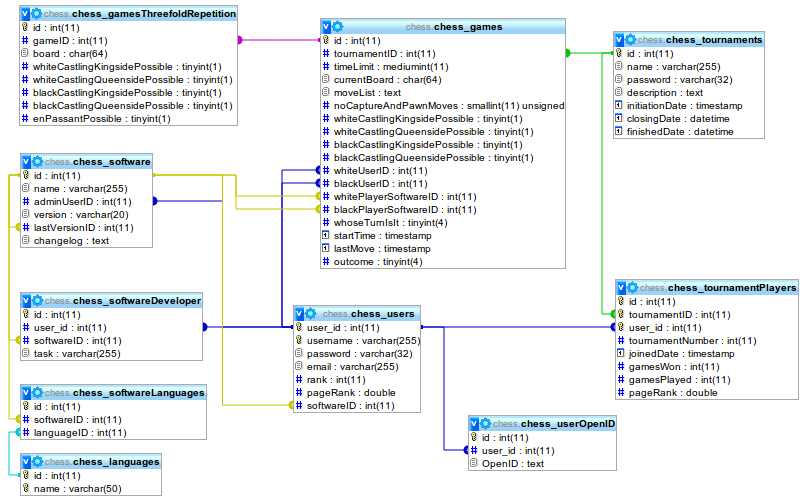 chess.chess_gamesThreefoldRepetition
id : int(11)
gameID : int(11)
board : char(64)
whiteCastlingKingsidePossible : tinyint(1)
whiteCastlingQueensidePossible : tinyint(1)
blackCastlingKingsidePossible : tinyint(1)
blackCastlingQueensidePossible : tinyint(1)
enPassantPossible : tinyint(1)
chess.chess_games
id : int(11)
tournamentID : int(11)
timeLimit : mediumint(11)
currentBoard : char(64)
moveList : text
noCaptureAndPawnMoves : smallint(11) unsigned
whiteCastlingKingsidePossible : tinyint(1)
whiteCastlingQueensidePossible : tinyint(1)
blackCastlingKingsidePossible : tinyint(1)
blackCastlingQueensidePossible : tinyint(1)
whiteUserID : int(11)
blackUserID : int(11)
whitePlayerSoftwareID : int(11)
blackPlayerSoftwareID : int(11)
whoseTurnIsIt : tinyint(4)
startTime : timestamp
lastMove : timestamp
outcome : tinyint(4)
chess.chess_tournaments
id : int(11)
name : varchar(255)
password : varchar(32)
description : text
initiationDate : timestamp
closingDate : datetime
finishedDate : datetime
chess.chess_software
id : int(11)
name : varchar(255)
adminUserID : int(11)
version : varchar(20)
lastVersionID : int(11)
changelog : text
chess.chess_softwareDeveloper
id : int(11)
user_id : int(11)
softwareID : int(11)
task : varchar(255)
chess.chess_users
user_id : int(11)
username : varchar(255)
password : varchar(32)
email : varchar(255)
rank : int(11)
pageRank : double
softwareID : int(11)
chess.chess_tournamentPlayers
id : int(11)
tournamentID : int(11)
user_id : int(11)
tournamentNumber : int(11)
joinedDate : timestamp
gamesWon : int(11)
gamesPlayed : int(11)
pageRank : double
chess.chess_softwareLanguages
id : int(11)
softwareID : int(11)
languageID : int(11)
chess.chess_userOpenID
id : int(11)
user_id : int(11)
OpenID : text
chess.chess_languages
id : int(11)
name : varchar(50)